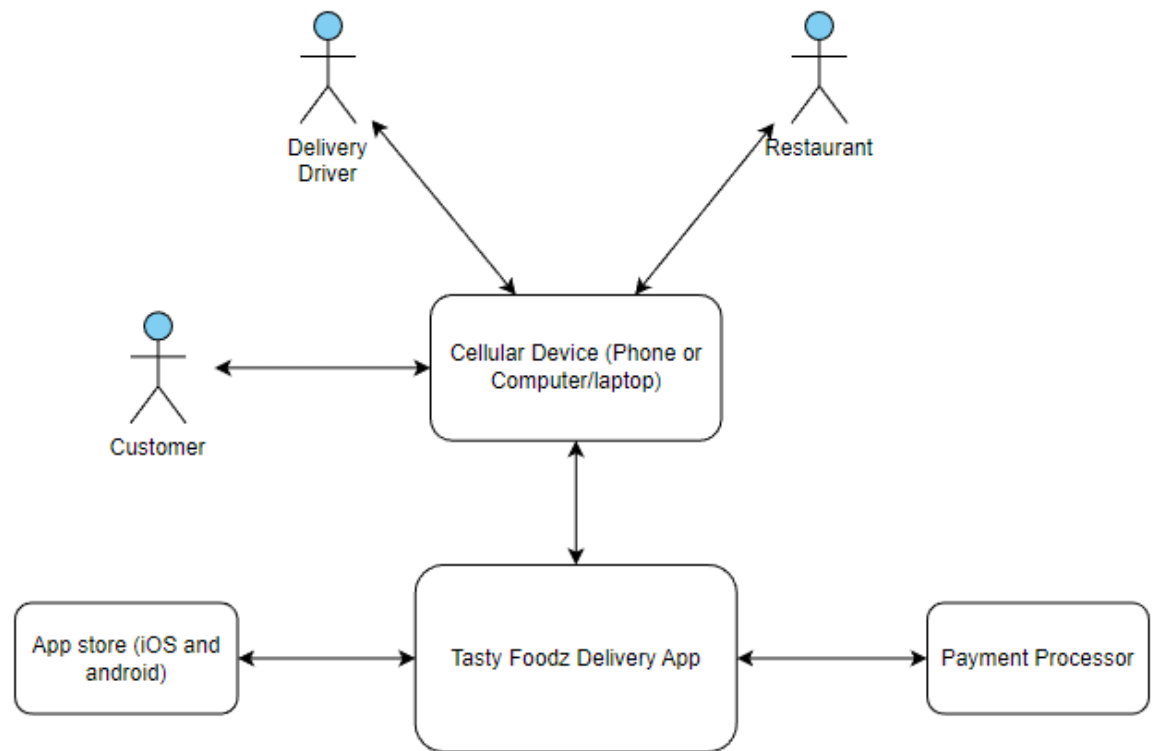 Delivery
Driver
Restaurant
Cellular Device (Phone or
Computer/laptop)
Customer
App store (iOS and
android)
Tasty Foodz Delivery App
Payment Processor